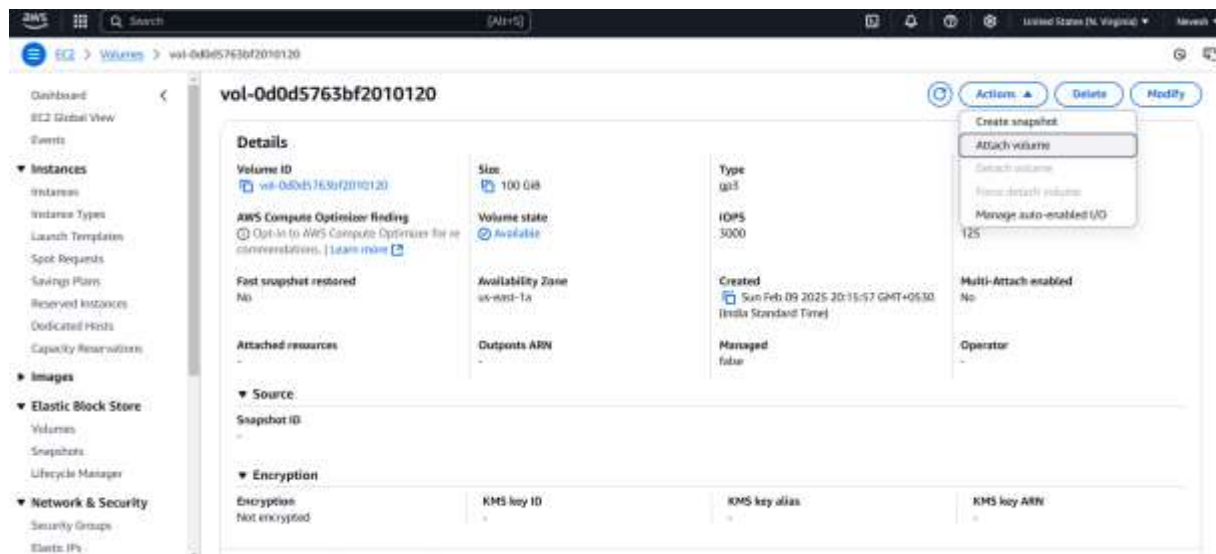 aws Search [Alt+S] United States (N. Virginia) Nevesh
EC2 > Volumes > vol-0d0d5763bf2010120
Dashboard
EC2 Global View
Events
Instances
Instances
Instance Types
Launch Templates
Spot Requests
Savings Plans
Reserved Instances
Dedicated Hosts
Capacity Reservations
Images
Elastic Block Store
Volumes
Snapshots
Lifecycle Manager
Network & Security
Security Groups
Elastic IPs
vol-0d0d5763bf2010120
Actions Delete Modify
Create snapshot
Attach volume
Detach volume
Force detach volume
Manage auto-enabled I/O
Details
Volume ID Size Type
vol-0d0d5763bf2010120 100 GiB gp3
AWS Compute Optimizer finding Volume state IOPS
Opt-in to AWS Compute Optimizer for re Available 3000 125
commendations. | Learn more
Fast snapshot restored Availability Zone Created Multi-Attach enabled
No us-east-1a Sun Feb 09 2025 20:15:57 GMT+0530 No
(India Standard Time)
Attached resources Outposts ARN Managed Operator
- - false -
Source
Snapshot ID
-
Encryption
Encryption KMS key ID KMS key alias KMS key ARN
Not encrypted - - -